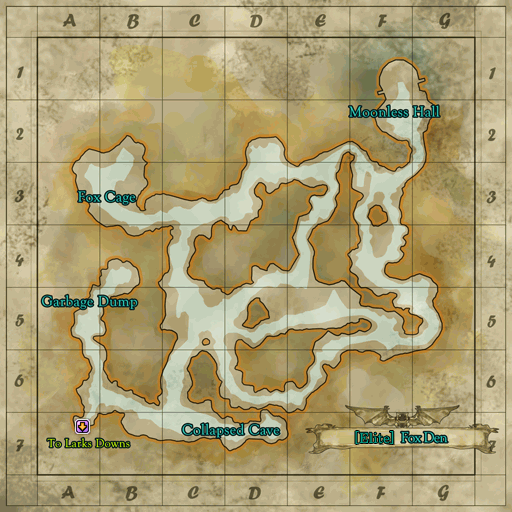 A B C D E F G
1 1
Moonless Hall
2 2
Fox Cage
3 3
4 4
Garbage Dump
5 5
6 6
To Larks Downs
Collapsed Cave
[Elite] Fox Den
7 7
A B C D E F G